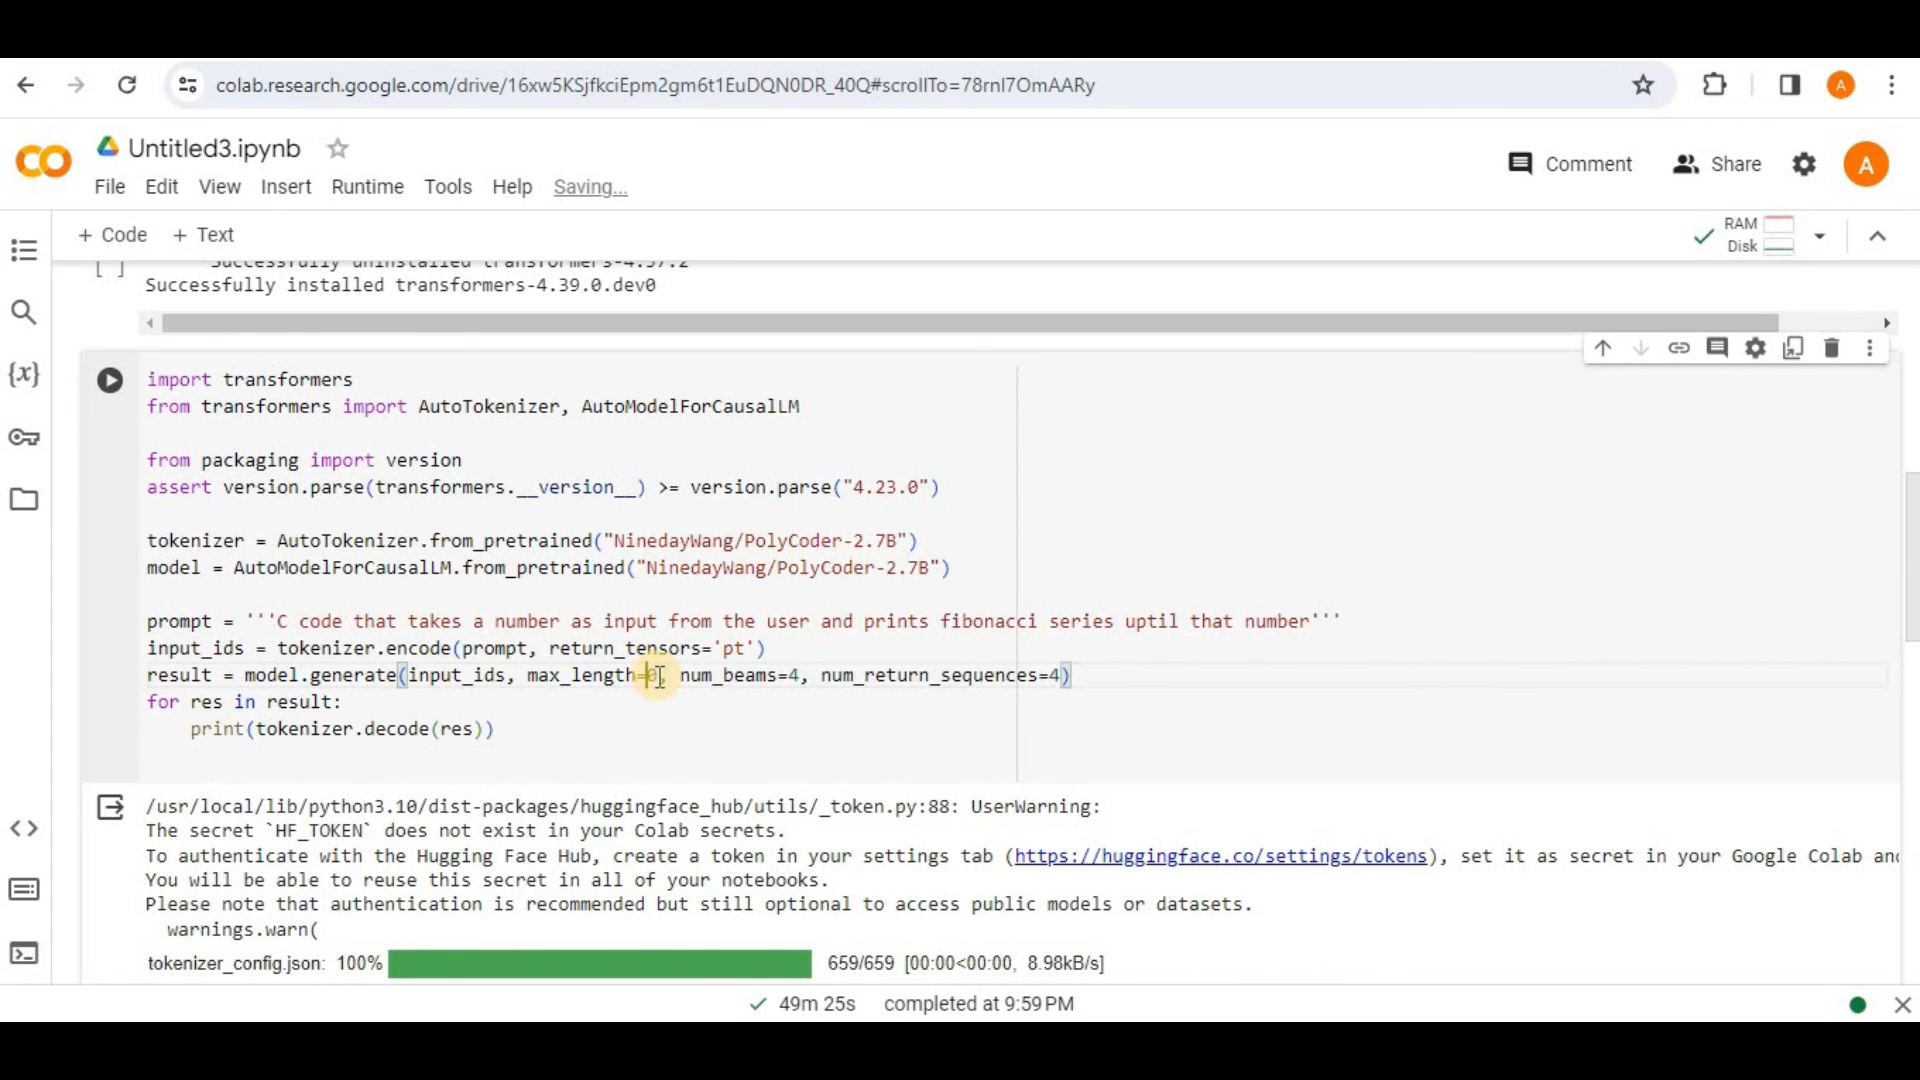 colab.research.google.com/drive/16xw5KSjfkciEpm2gm6t1EuDQN0DR_40Q#scrollTo=78rnl7OmAARy
A
CO
Untitled3.ipynb
Comment
Share
A
File Edit View Insert Runtime Tools Help Saving...
+ Code + Text
RAM
Disk
[ ]
Successfully uninstalled transformers-4.37.2
Successfully installed transformers-4.39.0.dev0
{x}
import transformers
from transformers import AutoTokenizer, AutoModelForCausalLM
from packaging import version
assert version.parse(transformers.__version__) >= version.parse("4.23.0")
tokenizer = AutoTokenizer.from_pretrained("NinedayWang/PolyCoder-2.7B")
model = AutoModelForCausalLM.from_pretrained("NinedayWang/PolyCoder-2.7B")
prompt = '''C code that takes a number as input from the user and prints fibonacci series uptil that number'''
input_ids = tokenizer.encode(prompt, return_tensors='pt')
result = model.generate(input_ids, max_length=0, num_beams=4, num_return_sequences=4)
for res in result:
print(tokenizer.decode(res))
/usr/local/lib/python3.10/dist-packages/huggingface_hub/utils/_token.py:88: UserWarning:
The secret `HF_TOKEN` does not exist in your Colab secrets.
To authenticate with the Hugging Face Hub, create a token in your settings tab (https://huggingface.co/settings/tokens), set it as secret in your Google Colab
You will be able to reuse this secret in all of your notebooks.
Please note that authentication is recommended but still optional to access public models or datasets.
warnings.warn(
tokenizer_config.json: 100% 659/659 [00:00<00:00, 8.98kB/s]
49m 25s completed at 9:59 PM